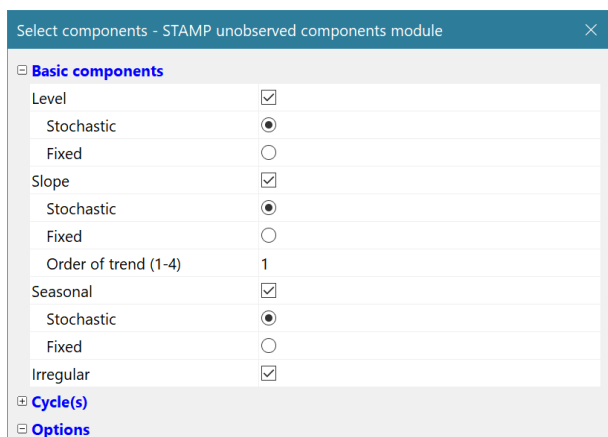 Select components - STAMP unobserved components module
Basic components
Level
Stochastic
Fixed
Slope
Stochastic
Fixed
Order of trend (1-4) 1
Seasonal
Stochastic
Fixed
Irregular
Cycle(s)
Options